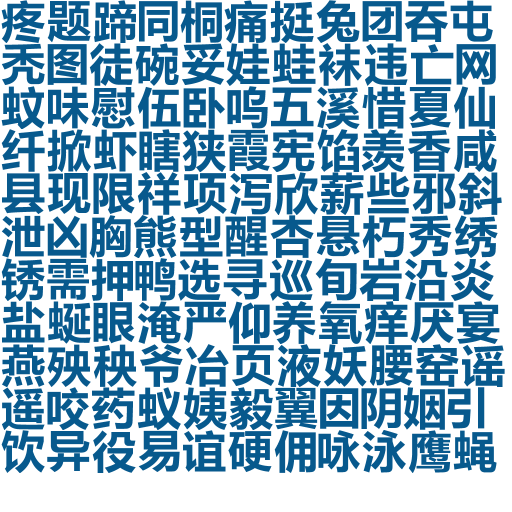 疼题蹄同桐痛挺兔团吞屯
秃图徒碗妥娃蛙袜违亡网
蚊味慰伍卧呜五溪惜夏仙
纤掀虾瞎狭霞宪馅羡香咸
县现限祥项泻欣薪些邪斜
泄凶胸熊型醒杏悬朽秀绣
锈需押鸭选寻巡旬岩沿炎
盐蜒眼淹严仰养氧痒厌宴
燕殃秧爷冶页液妖腰窑谣
遥咬药蚁姨毅翼因阴姻引
饮异役易谊硬佣咏泳鹰蝇